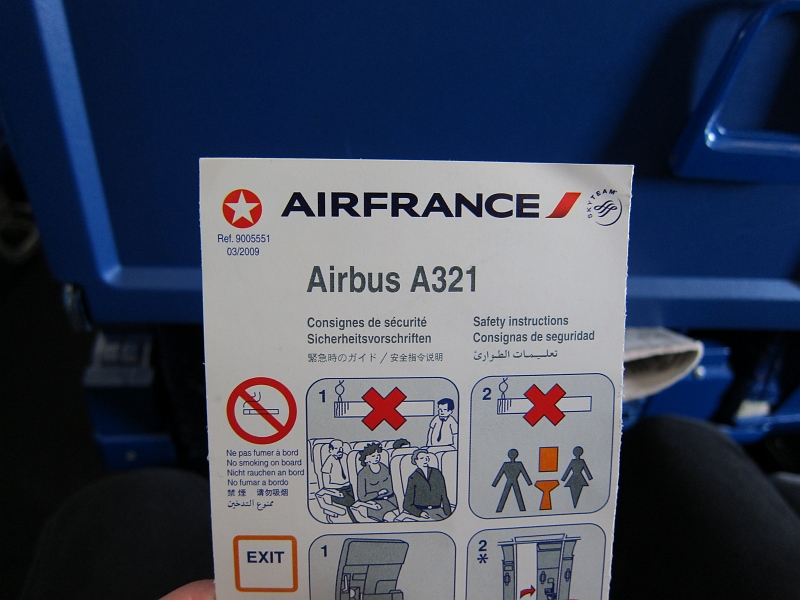 AIRFRANCE
SKYTEAM
Ref. 9005551
03/2009
Airbus A321
Consignes de sécurité
Sicherheitsvorschriften
緊急時のガイド / 安全指令说明
Safety instructions
Consignas de seguridad
تعليمات الطوارئ
1
2
Ne pas fumer à bord
No smoking on board
Nicht rauchen an bord
No fumar a bordo
禁煙 请勿吸烟
ممنوع التدخين
EXIT
1
2
*